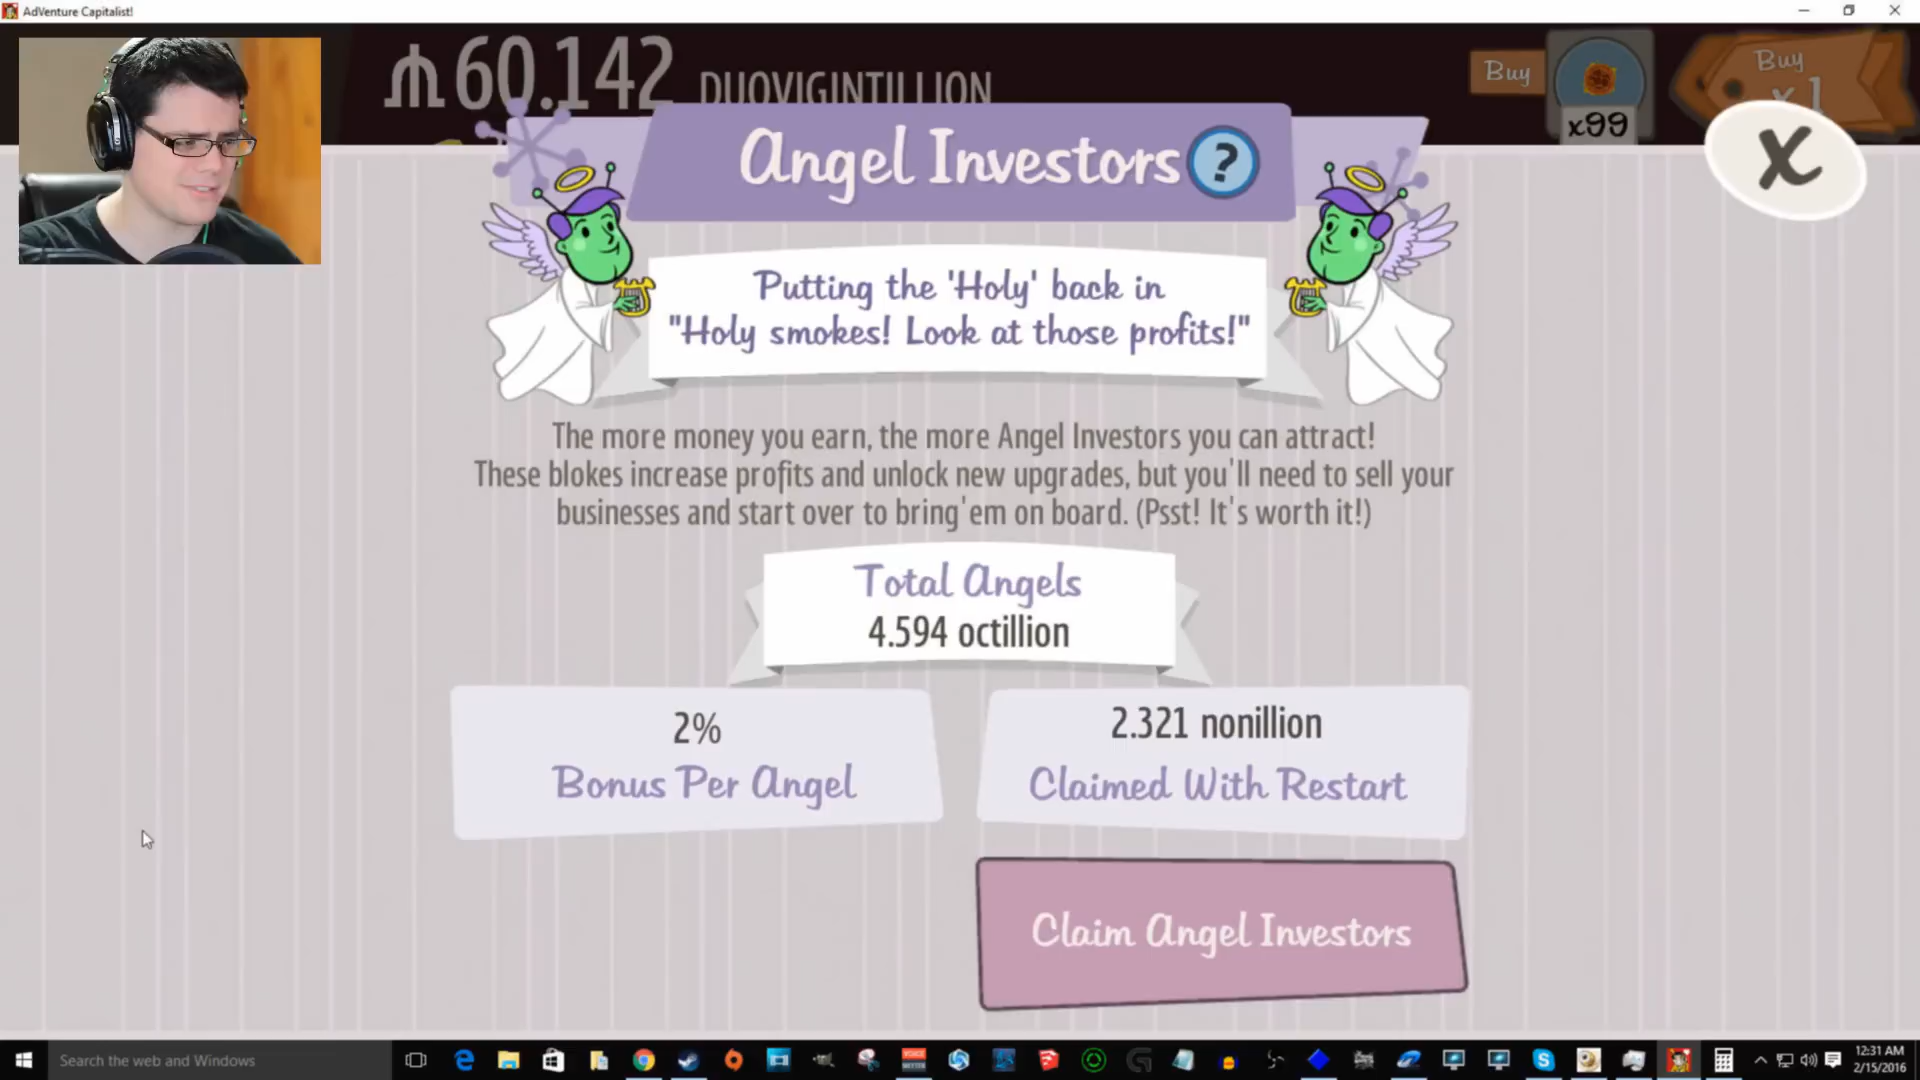 AdVenture Capitalist!
60.142 DUOVIGINTILLION
Buy
x99
Buy
x1
Angel Investors ?
X
Putting the 'Holy' back in
"Holy smokes! Look at those profits!"
The more money you earn, the more Angel Investors you can attract!
These blokes increase profits and unlock new upgrades, but you'll need to sell your
businesses and start over to bring'em on board. (Psst! It's worth it!)
Total Angels
4.594 octillion
2%
Bonus Per Angel
2.321 nonillion
Claimed With Restart
Claim Angel Investors
Search the web and Windows
12:31 AM
2/15/2016